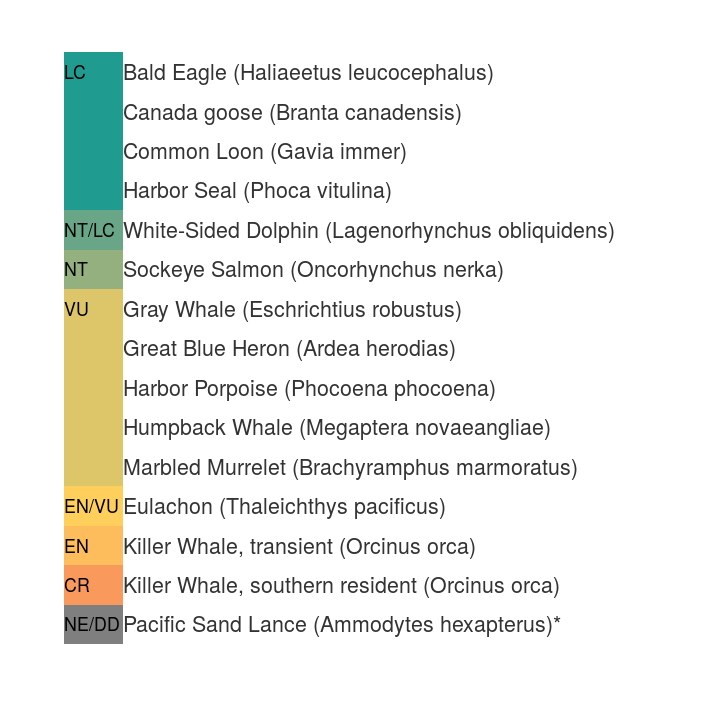 LC Bald Eagle (Haliaeetus leucocephalus)
Canada goose (Branta canadensis)
Common Loon (Gavia immer)
Harbor Seal (Phoca vitulina)
NT/LC White-Sided Dolphin (Lagenorhynchus obliquidens)
NT Sockeye Salmon (Oncorhynchus nerka)
VU Gray Whale (Eschrichtius robustus)
Great Blue Heron (Ardea herodias)
Harbor Porpoise (Phocoena phocoena)
Humpback Whale (Megaptera novaeangliae)
Marbled Murrelet (Brachyramphus marmoratus)
EN/VU Eulachon (Thaleichthys pacificus)
EN Killer Whale, transient (Orcinus orca)
CR Killer Whale, southern resident (Orcinus orca)
NE/DD Pacific Sand Lance (Ammodytes hexapterus)*